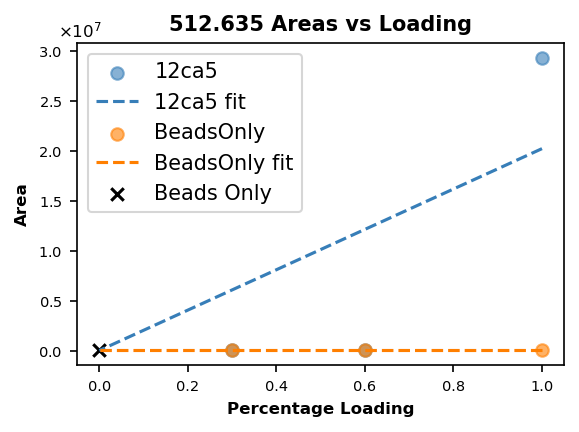 512.635 Areas vs Loading
×10⁷
3.0
2.5
2.0
1.5
1.0
0.5
0.0
Area
12ca5
12ca5 fit
BeadsOnly
BeadsOnly fit
Beads Only
0.0 0.2 0.4 0.6 0.8 1.0
Percentage Loading